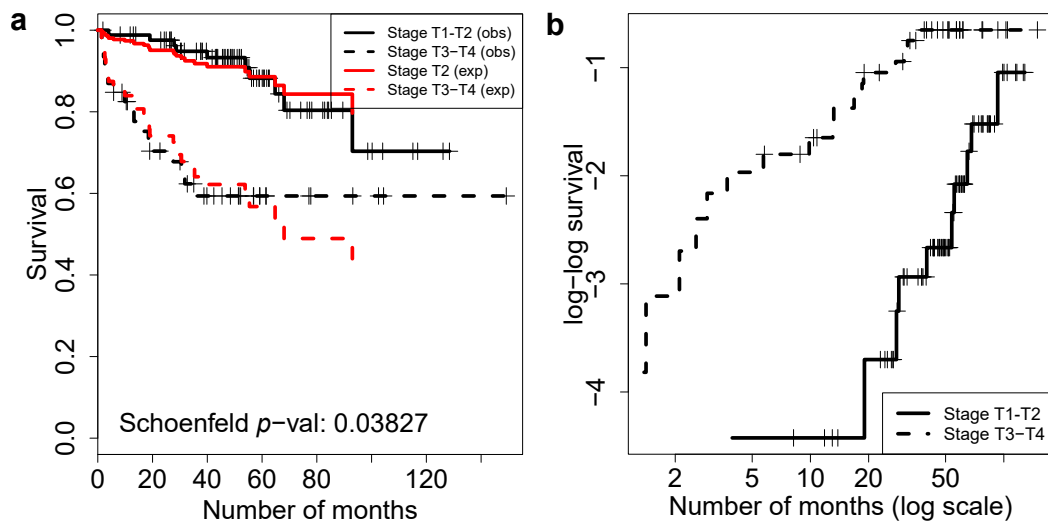 a
Survival
1.0
0.8
0.6
0.4
0.2
0.0
Stage T1-T2 (obs)
Stage T3−T4 (obs)
Stage T2 (exp)
Stage T3−T4 (exp)
Schoenfeld p−val: 0.03827
0 20 40 60 80 120
Number of months
b
log−log survival
−1
−2
−3
−4
Stage T1-T2
Stage T3−T4
2 5 10 20 50
Number of months (log scale)